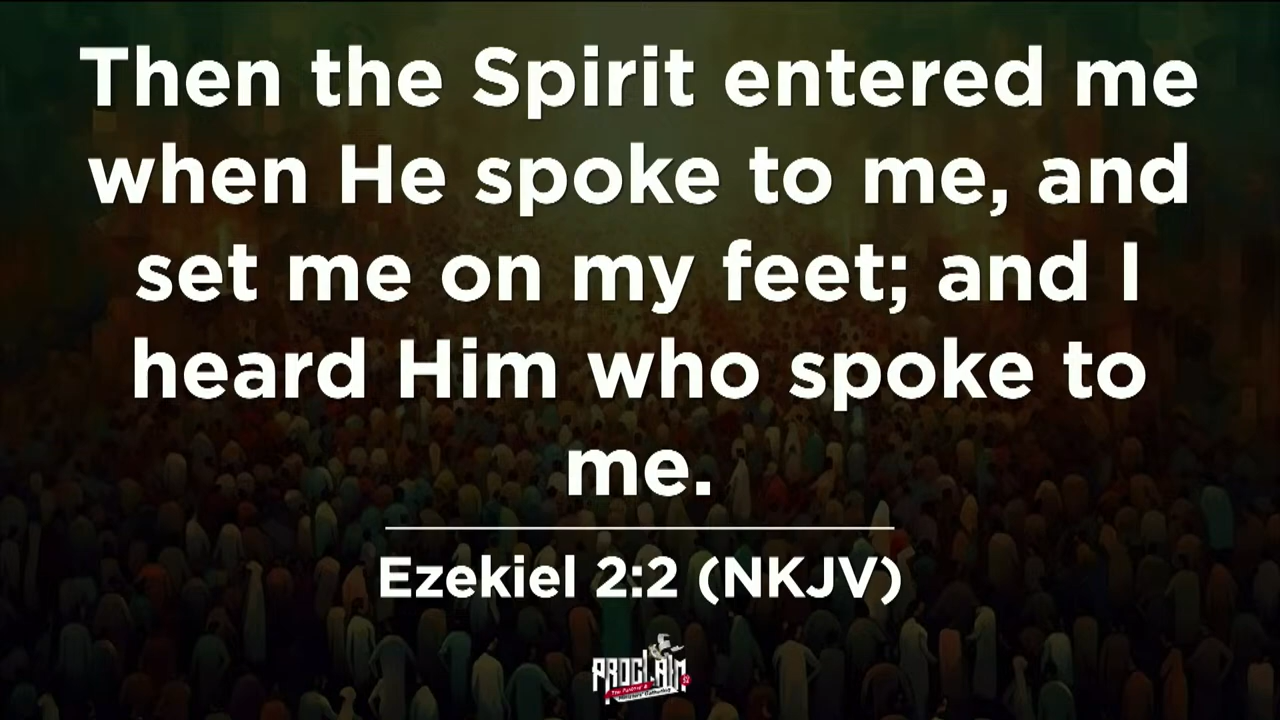 Then the Spirit entered me
when He spoke to me, and
set me on my feet; and I
heard Him who spoke to
me.
Ezekiel 2:2 (NKJV)
PROCLAIM